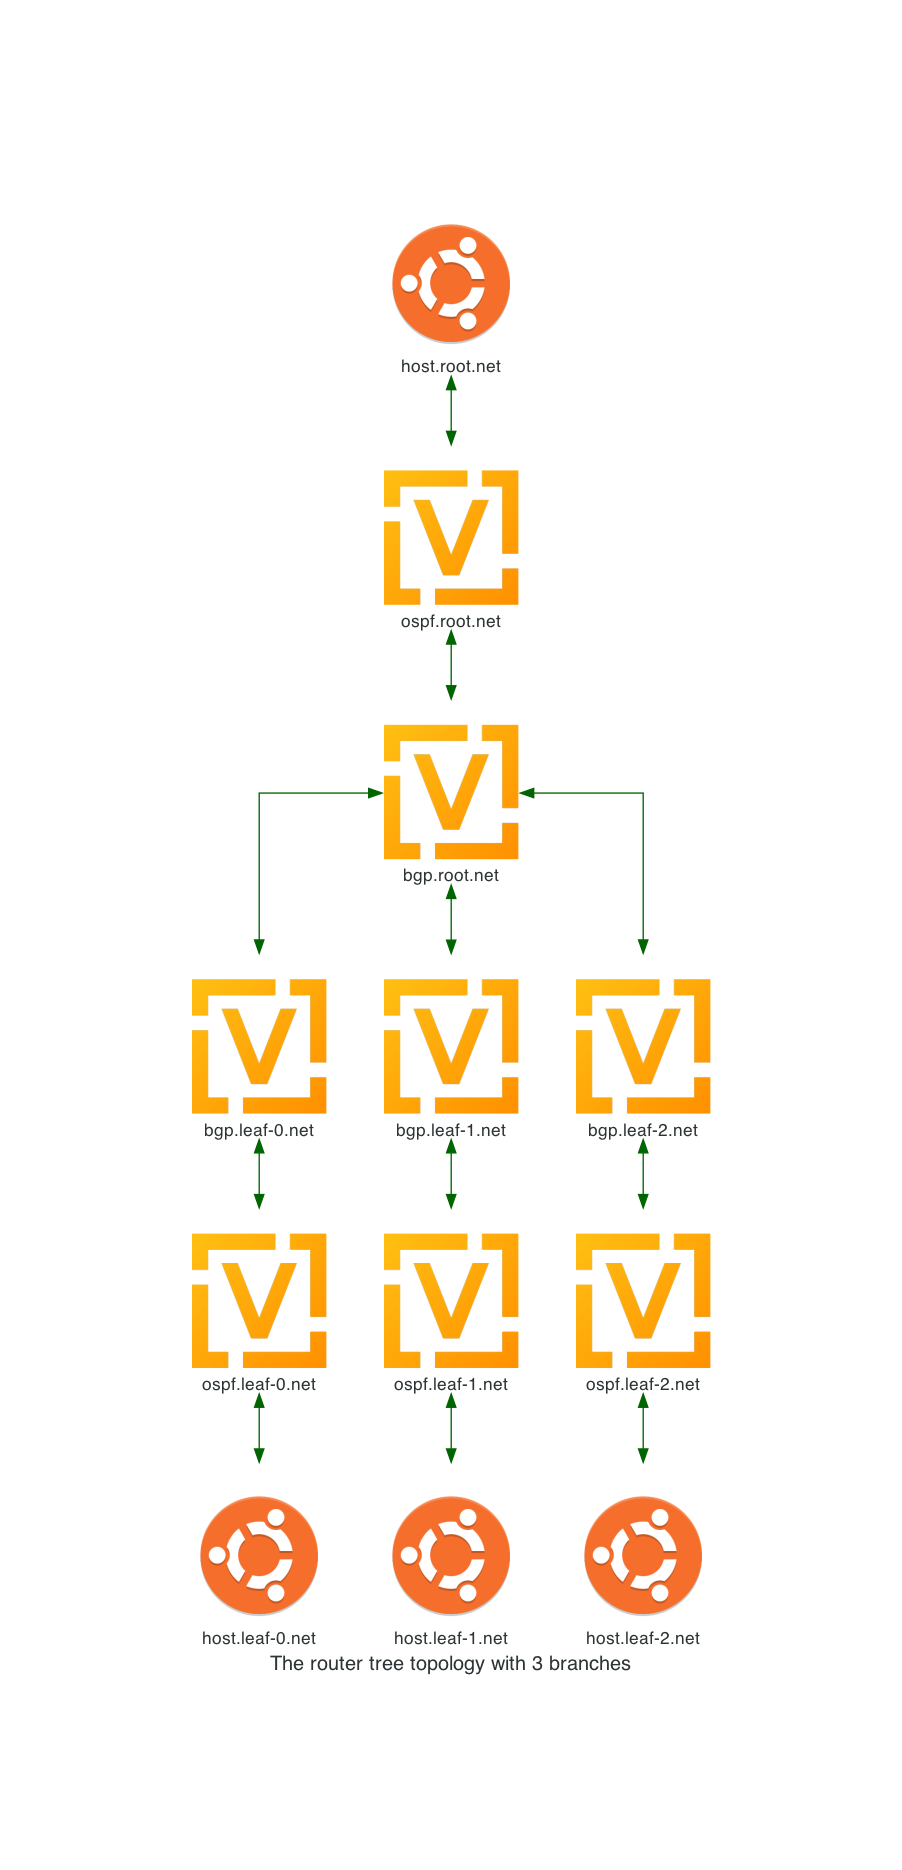 host.root.net
ospf.root.net
bgp.root.net
bgp.leaf-0.net bgp.leaf-1.net bgp.leaf-2.net
ospf.leaf-0.net ospf.leaf-1.net ospf.leaf-2.net
host.leaf-0.net host.leaf-1.net host.leaf-2.net
The router tree topology with 3 branches